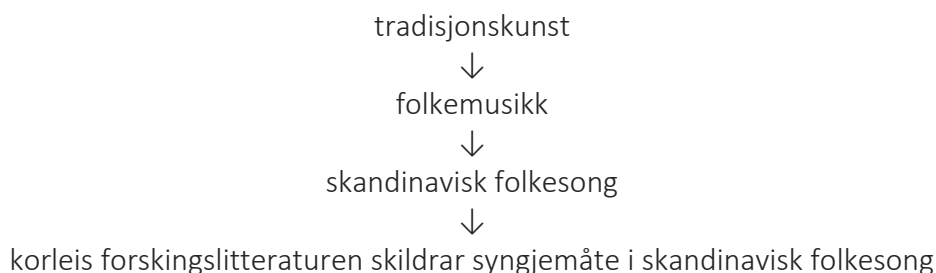 tradisjonskunst
↓
folkemusikk
↓
skandinavisk folkesong
↓
korleis forskingslitteraturen skildrar syngjemåte i skandinavisk folkesong